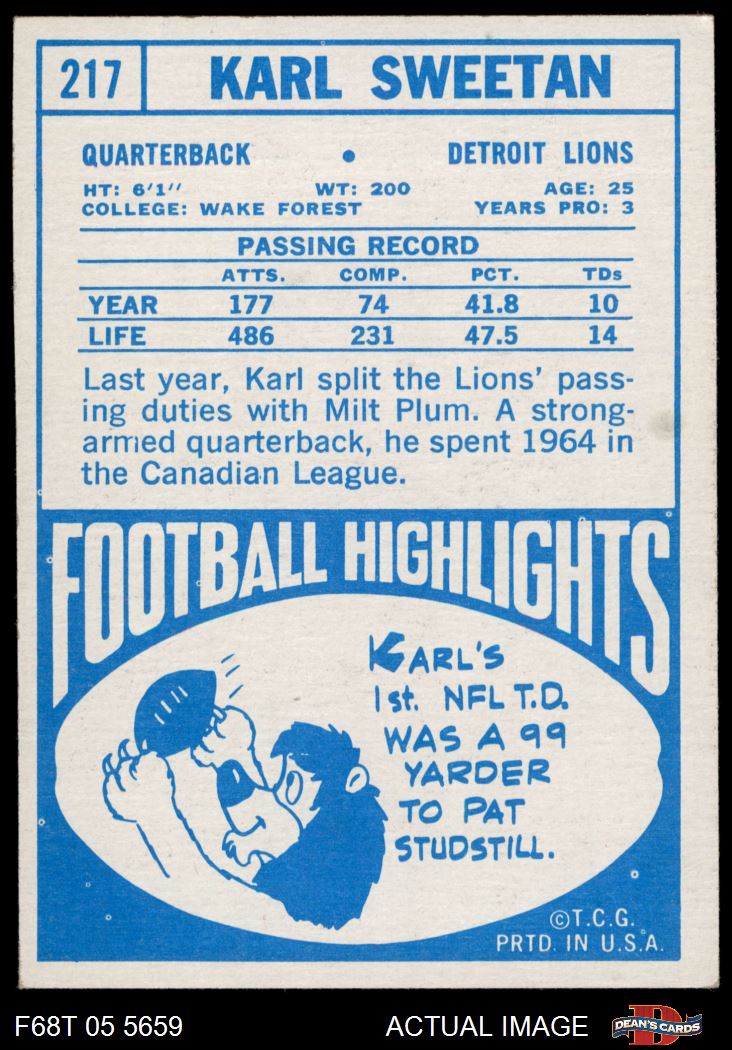 217 KARL SWEETAN
QUARTERBACK • DETROIT LIONS
HT: 6'1'' WT: 200 AGE: 25
COLLEGE: WAKE FOREST YEARS PRO: 3
PASSING RECORD
ATTS. COMP. PCT. TDs
YEAR 177 74 41.8 10
LIFE 486 231 47.5 14
Last year, Karl split the Lions' pass-
ing duties with Milt Plum. A strong-
armed quarterback, he spent 1964 in
the Canadian League.
FOOTBALL HIGHLIGHTS
KARL'S
1st. NFL T.D.
WAS A 99
YARDER
TO PAT
STUDSTILL.
©T.C.G.
PRTD. IN U.S.A.
F68T 05 5659 ACTUAL IMAGE D DEAN'S CARDS